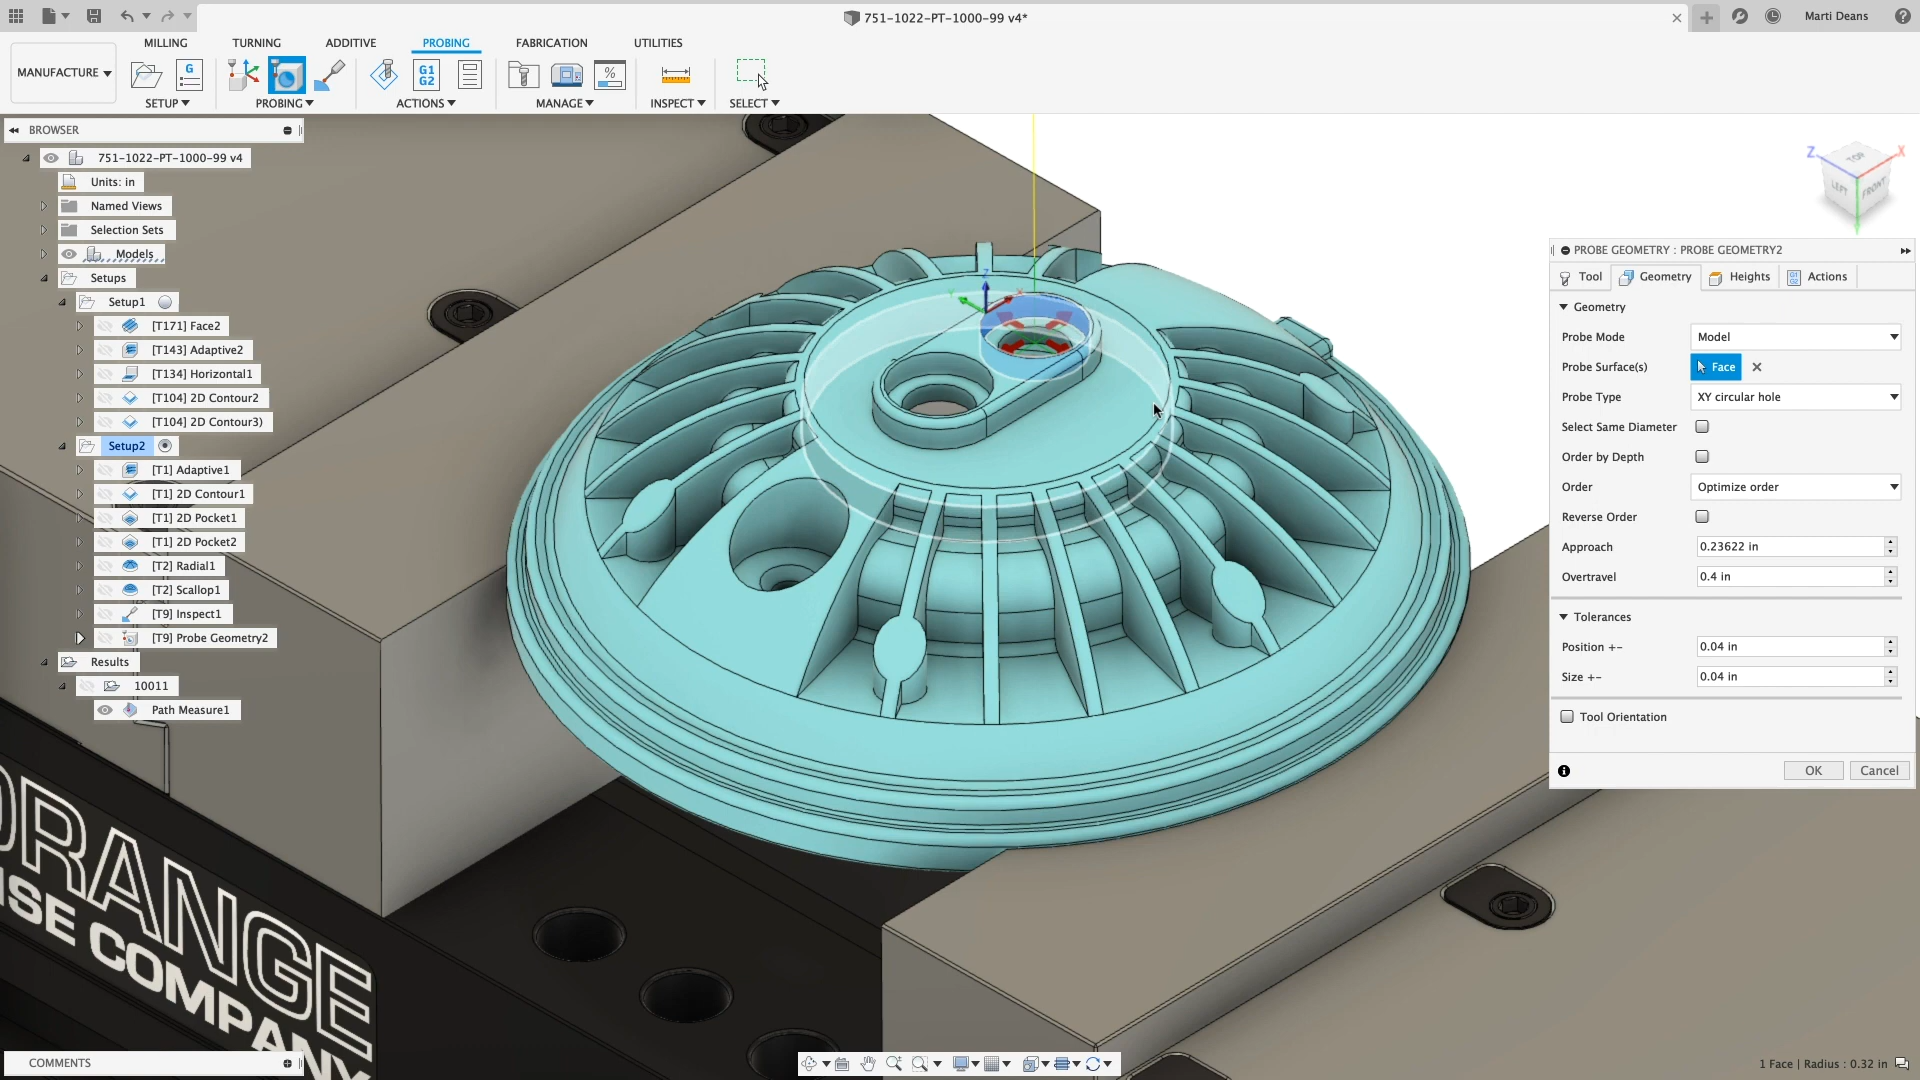 751-1022-PT-1000-99 v4*
Marti Deans
MANUFACTURE
MILLING
TURNING
ADDITIVE
PROBING
FABRICATION
UTILITIES
G
G1
G2
%
SETUP
PROBING
ACTIONS
MANAGE
INSPECT
SELECT
BROWSER
751-1022-PT-1000-99 v4
Units: in
Named Views
Selection Sets
Models
Setups
Setup1
[T171] Face2
[T143] Adaptive2
[T134] Horizontal1
[T104] 2D Contour2
[T104] 2D Contour3)
Setup2
[T1] Adaptive1
[T1] 2D Contour1
[T1] 2D Pocket1
[T1] 2D Pocket2
[T2] Radial1
[T2] Scallop1
[T9] Inspect1
[T9] Probe Geometry2
Results
10011
Path Measure1
Z
Y
X
Z
X
TOP
LEFT
FRONT
PROBE GEOMETRY : PROBE GEOMETRY2
Tool
Geometry
Heights
Actions
Geometry
Probe Mode
Model
Probe Surface(s)
Face
Probe Type
XY circular hole
Select Same Diameter
Order by Depth
Order
Optimize order
Reverse Order
Approach
0.23622 in
Overtravel
0.4 in
Tolerances
Position +-
0.04 in
Size +-
0.04 in
Tool Orientation
OK
Cancel
ORANGE
ISE COMPANY
COMMENTS
1 Face | Radius : 0.32 in